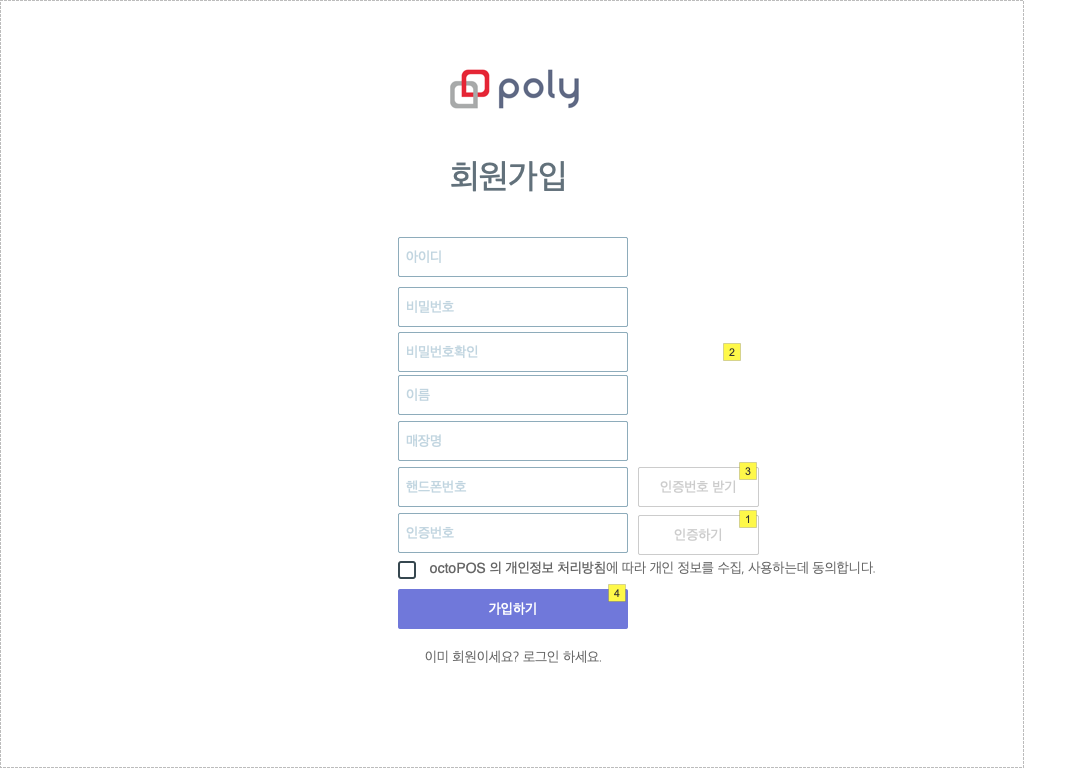 poly
회원가입
아이디
비밀번호
비밀번호확인
2
이름
매장명
핸드폰번호
인증번호 받기
3
인증번호
인증하기
1
octoPOS 의 개인정보 처리방침에 따라 개인 정보를 수집, 사용하는데 동의합니다.
가입하기
4
이미 회원이세요? 로그인 하세요.